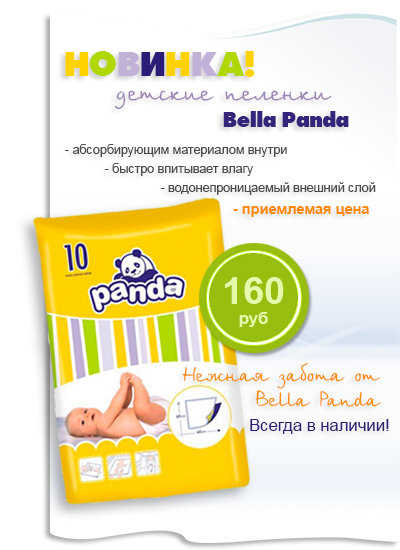 НОВИНКА!
детские пеленки
Bella Panda
- абсорбирующим материалом внутри
- быстро впитывает влагу
- водонепроницаемый внешний слой
- приемлемая цена
10
panda
160
руб
Нежная забота от
Bella Panda
Всегда в наличии!